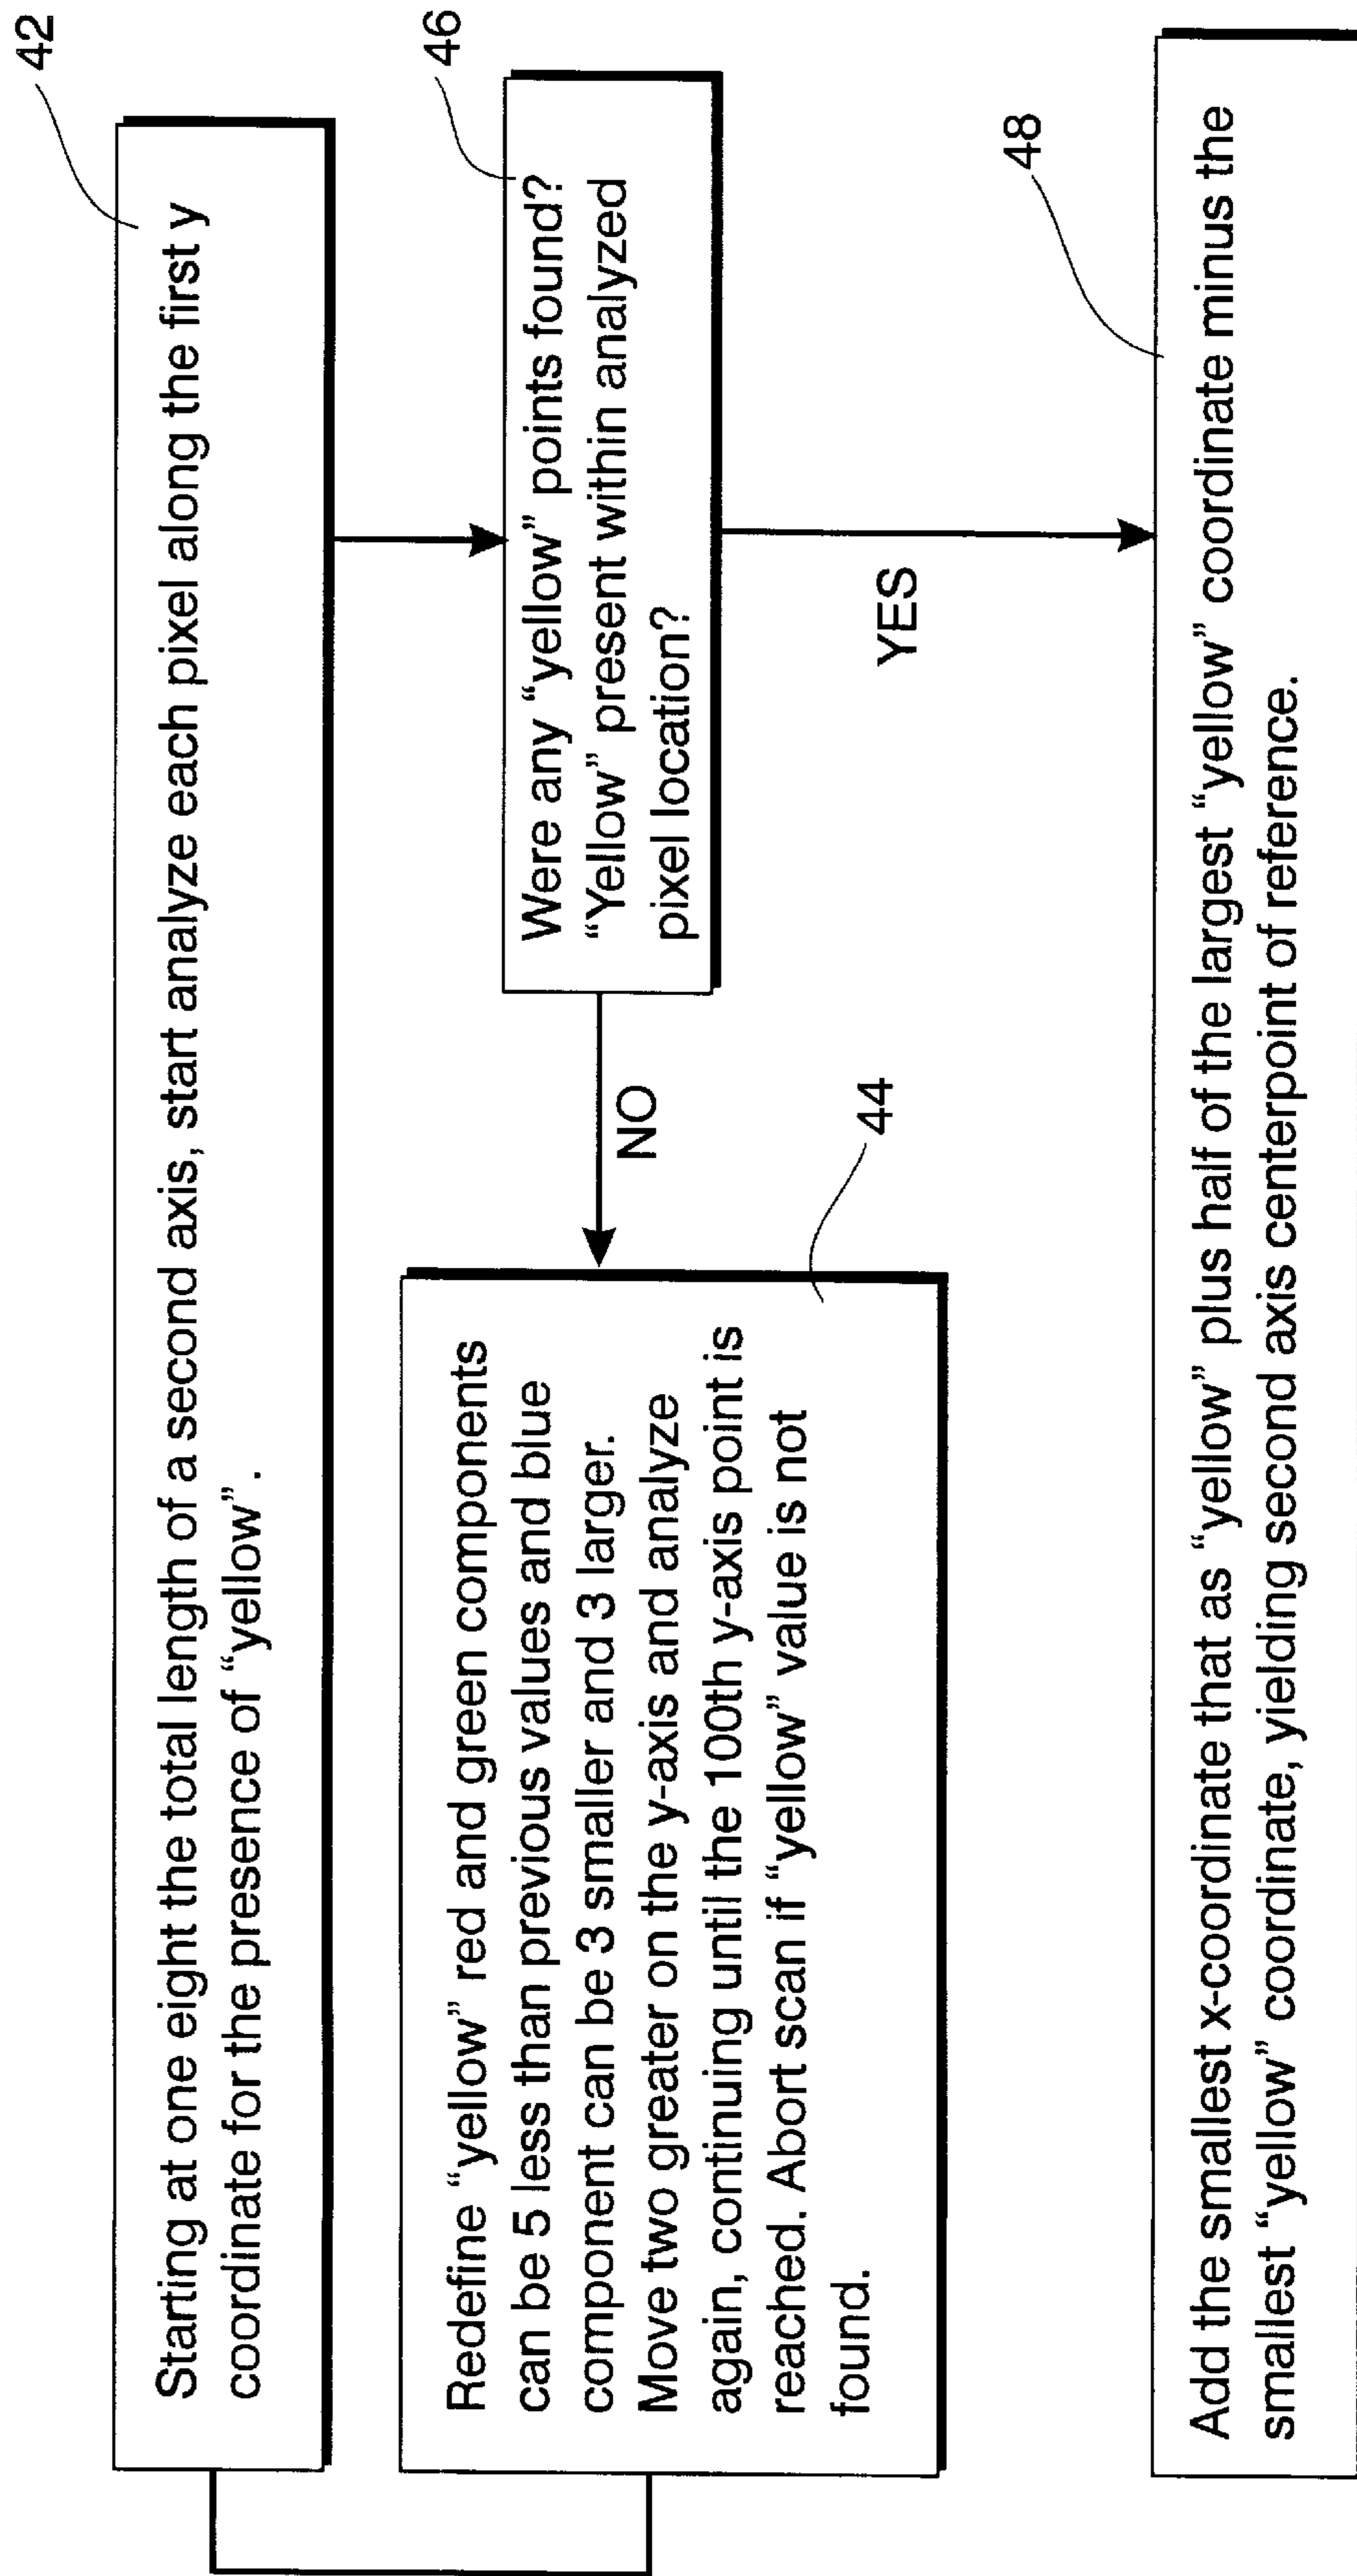 42
Starting at one eight the total length of a second axis, start analyze each pixel along the first y
coordinate for the presence of “yellow”.
46
Were any “yellow” points found?
“Yellow” present within analyzed
pixel location?
NO
YES
44
Redefine “yellow” red and green components
can be 5 less than previous values and blue
component can be 3 smaller and 3 larger.
Move two greater on the y-axis and analyze
again, continuing until the 100th y-axis point is
reached. Abort scan if “yellow” value is not
found.
48
Add the smallest x-coordinate that as “yellow” plus half of the largest “yellow” coordinate minus the
smallest “yellow” coordinate, yielding second axis centerpoint of reference.